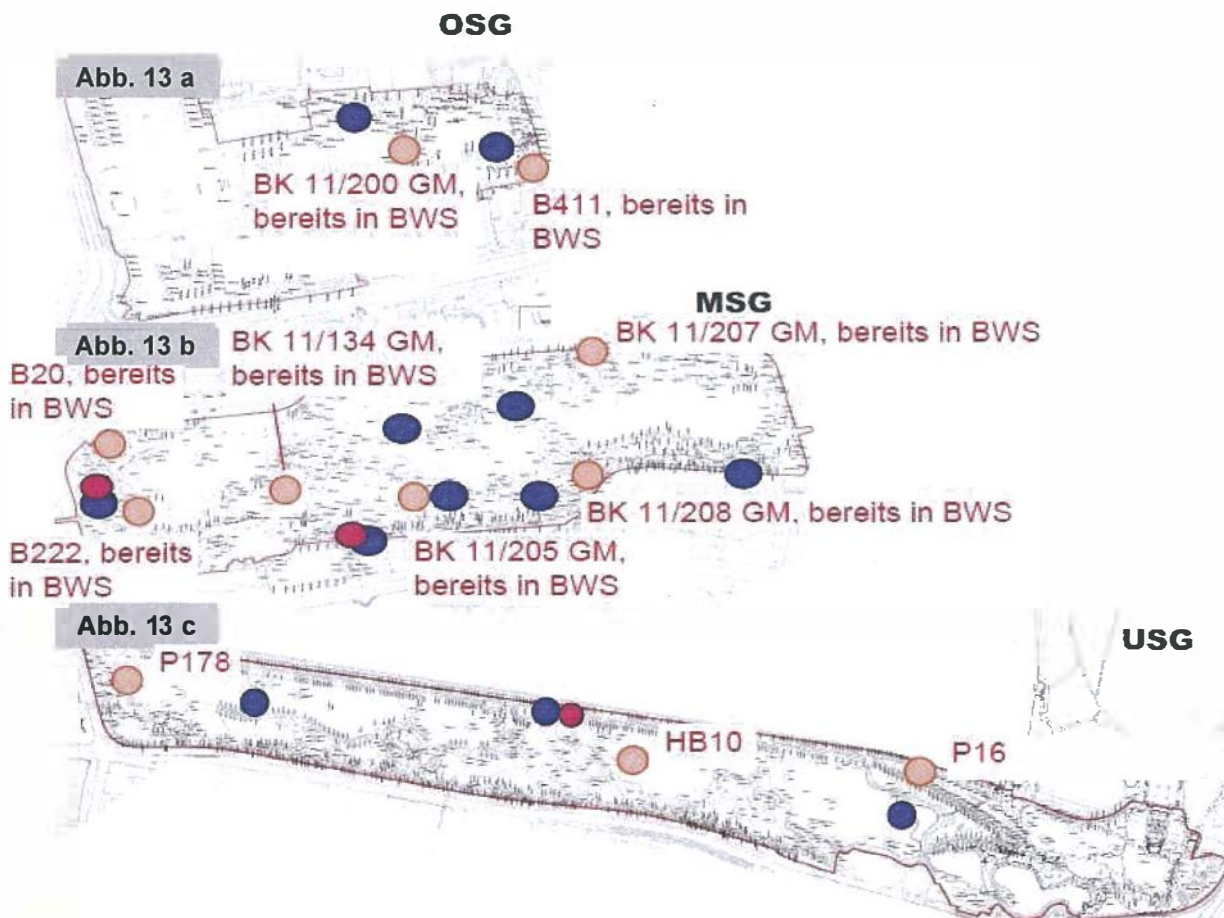 OSG
Abb. 13 a
BK 11/200 GM,
bereits in BWS
B411, bereits in
BWS
MSG
Abb. 13 b
BK 11/134 GM,
bereits in BWS
BK 11/207 GM, bereits in BWS
B20, bereits
in BWS
BK 11/208 GM, bereits in BWS
B222, bereits
in BWS
BK 11/205 GM,
bereits in BWS
Abb. 13 c
USG
P178
HB10
P16